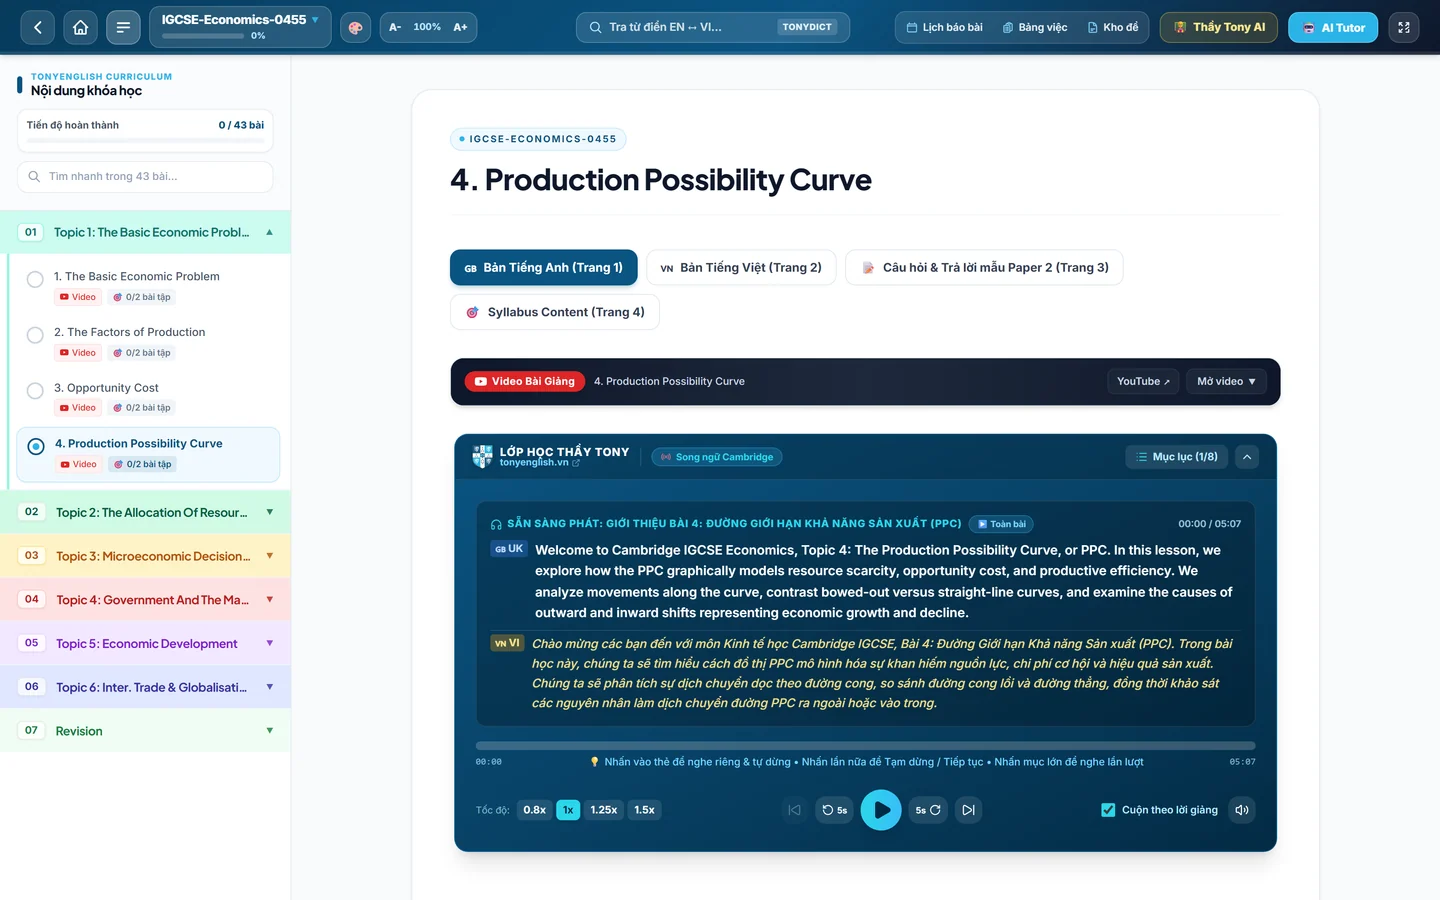 IGCSE-Economics-0455 ▼
0%
A-
100%
A+
Tra từ điển EN ↔ VI...
TONYDICT
Lịch báo bài
Bảng việc
Kho đề
Thầy Tony AI
AI Tutor
TONYENGLISH CURRICULUM
Nội dung khóa học
Tiến độ hoàn thành
0 / 43 bài
Tìm nhanh trong 43 bài...
01 Topic 1: The Basic Economic Probl... ▲
1. The Basic Economic Problem
Video
0/2 bài tập
2. The Factors of Production
Video
0/2 bài tập
3. Opportunity Cost
Video
0/2 bài tập
4. Production Possibility Curve
Video
0/2 bài tập
02 Topic 2: The Allocation Of Resour... ▼
03 Topic 3: Microeconomic Decision... ▼
04 Topic 4: Government And The Ma... ▼
05 Topic 5: Economic Development ▼
06 Topic 6: Inter. Trade & Globalisati... ▼
07 Revision ▼
IGCSE-ECONOMICS-0455
4. Production Possibility Curve
GB Bản Tiếng Anh (Trang 1)
VN Bản Tiếng Việt (Trang 2)
Câu hỏi & Trả lời mẫu Paper 2 (Trang 3)
Syllabus Content (Trang 4)
Video Bài Giảng
4. Production Possibility Curve
YouTube ↗
Mở video ▼
LỚP HỌC THẦY TONY
tonyenglish.vn
Song ngữ Cambridge
Mục lục (1/8)
SẴN SÀNG PHÁT: GIỚI THIỆU BÀI 4: ĐƯỜNG GIỚI HẠN KHẢ NĂNG SẢN XUẤT (PPC)
Toàn bài
00:00 / 05:07
GB UK
Welcome to Cambridge IGCSE Economics, Topic 4: The Production Possibility Curve, or PPC. In this lesson, we
explore how the PPC graphically models resource scarcity, opportunity cost, and productive efficiency. We
analyze movements along the curve, contrast bowed-out versus straight-line curves, and examine the causes of
outward and inward shifts representing economic growth and decline.
VN VI
Chào mừng các bạn đến với môn Kinh tế học Cambridge IGCSE, Bài 4: Đường Giới hạn Khả năng Sản xuất (PPC). Trong bài
học này, chúng ta sẽ tìm hiểu cách đồ thị PPC mô hình hóa sự khan hiếm nguồn lực, chi phí cơ hội và hiệu quả sản xuất.
Chúng ta sẽ phân tích sự dịch chuyển dọc theo đường cong, so sánh đường cong lồi và đường thẳng, đồng thời khảo sát
các nguyên nhân làm dịch chuyển đường PPC ra ngoài hoặc vào trong.
00:00
Nhấn vào thẻ để nghe riêng & tự dừng • Nhấn lần nữa để Tạm dừng / Tiếp tục • Nhấn mục lớn để nghe lần lượt
05:07
Tốc độ:
0.8x
1x
1.25x
1.5x
5s
5s
Cuộn theo lời giảng